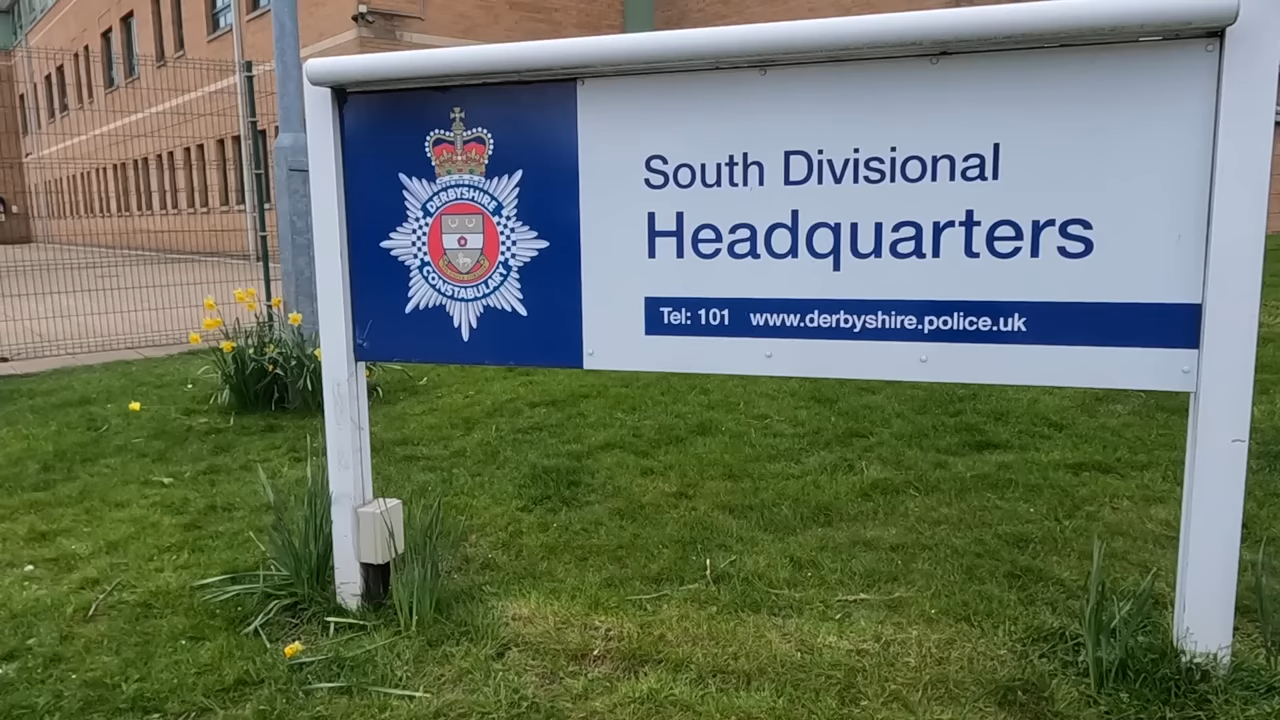 DERBYSHIRE
CONSTABULARY
South Divisional
Headquarters
Tel: 101 www.derbyshire.police.uk